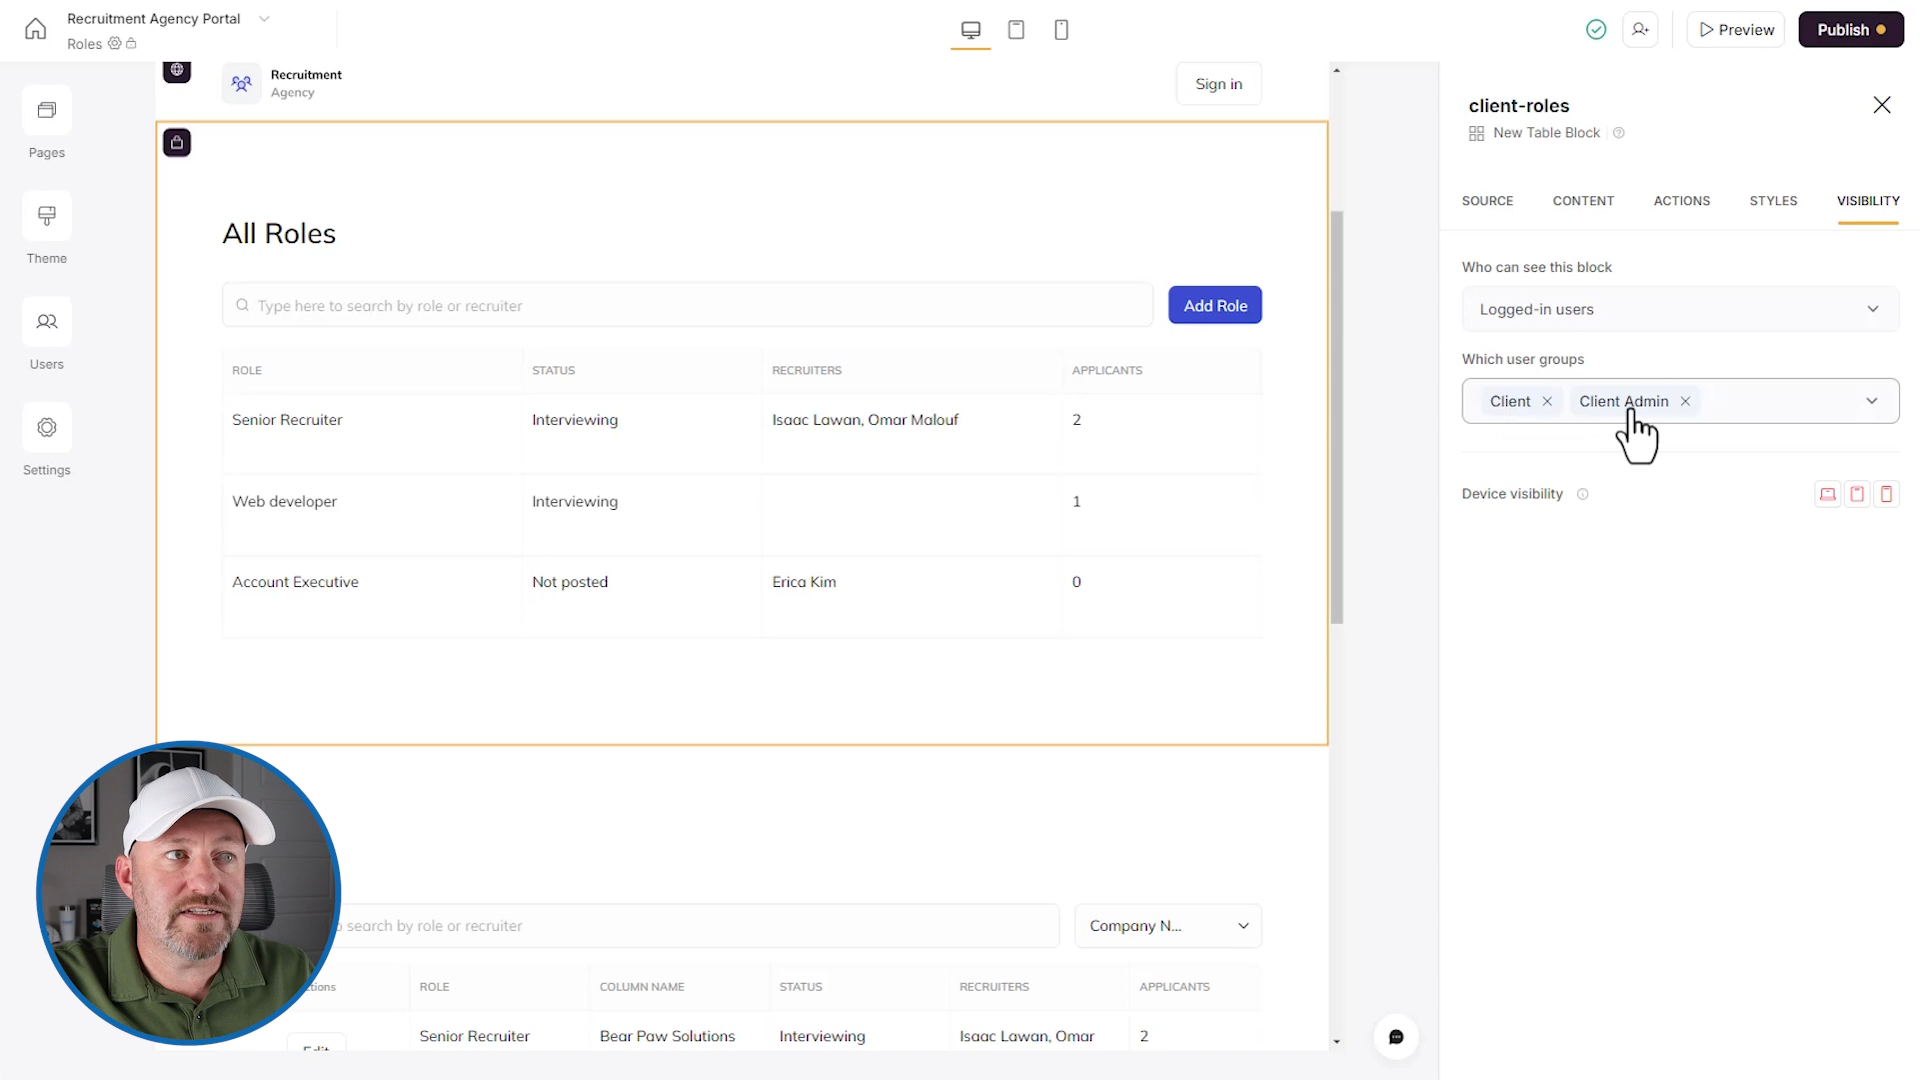 Recruitment Agency Portal
Roles
Preview
Publish
Pages
Theme
Users
Settings
Recruitment
Agency
Sign in
All Roles
Type here to search by role or recruiter
Add Role
ROLE STATUS RECRUITERS APPLICANTS
Senior Recruiter Interviewing Isaac Lawan, Omar Malouf 2
Web developer Interviewing 1
Account Executive Not posted Erica Kim 0
search by role or recruiter
Company N...
ROLE COLUMN NAME STATUS RECRUITERS APPLICANTS
Senior Recruiter Bear Paw Solutions Interviewing Isaac Lawan, Omar 2
Edit
client-roles
New Table Block
SOURCE CONTENT ACTIONS STYLES VISIBILITY
Who can see this block
Logged-in users
Which user groups
Client Client Admin
Device visibility